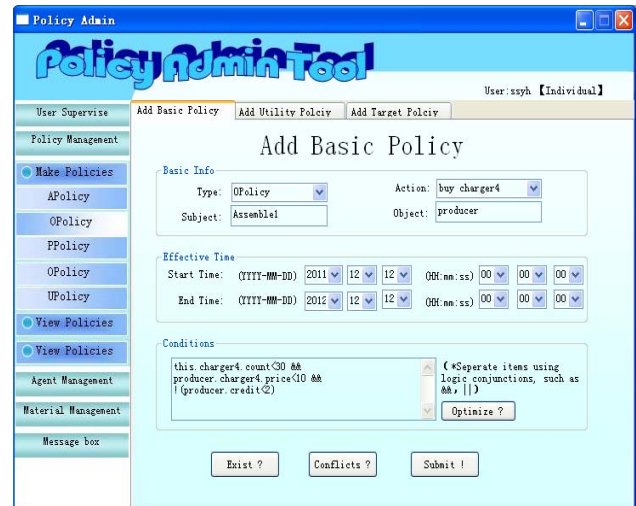 Policy Admin
Policy Admin Tool
User:ssyh 【Individual】
User Supervise
Policy Management
Make Policies
APolicy
OPolicy
PPolicy
OPolicy
UPolicy
View Policies
View Policies
Agent Management
Material Management
Message box
Add Basic Policy
Add Utility Polciy
Add Target Polciy
Add Basic Policy
Basic Info
Type: OPolicy Action: buy charger4
Subject: Assemble1 Object: producer
Effective Time
Start Time: (YYYY-MM-DD) 2011 12 12 (HH:mm:ss) 00 00 00
End Time: (YYYY-MM-DD) 2012 12 12 (HH:mm:ss) 00 00 00
Conditions
this.charger4.count<30 &&
producer.charger4.price<10 &&
!(producer.credit<2)
(*Seperate items using
logic conjunctions, such as
&&, ||)
Optimize ?
Exist ? Conflicts ? Submit !